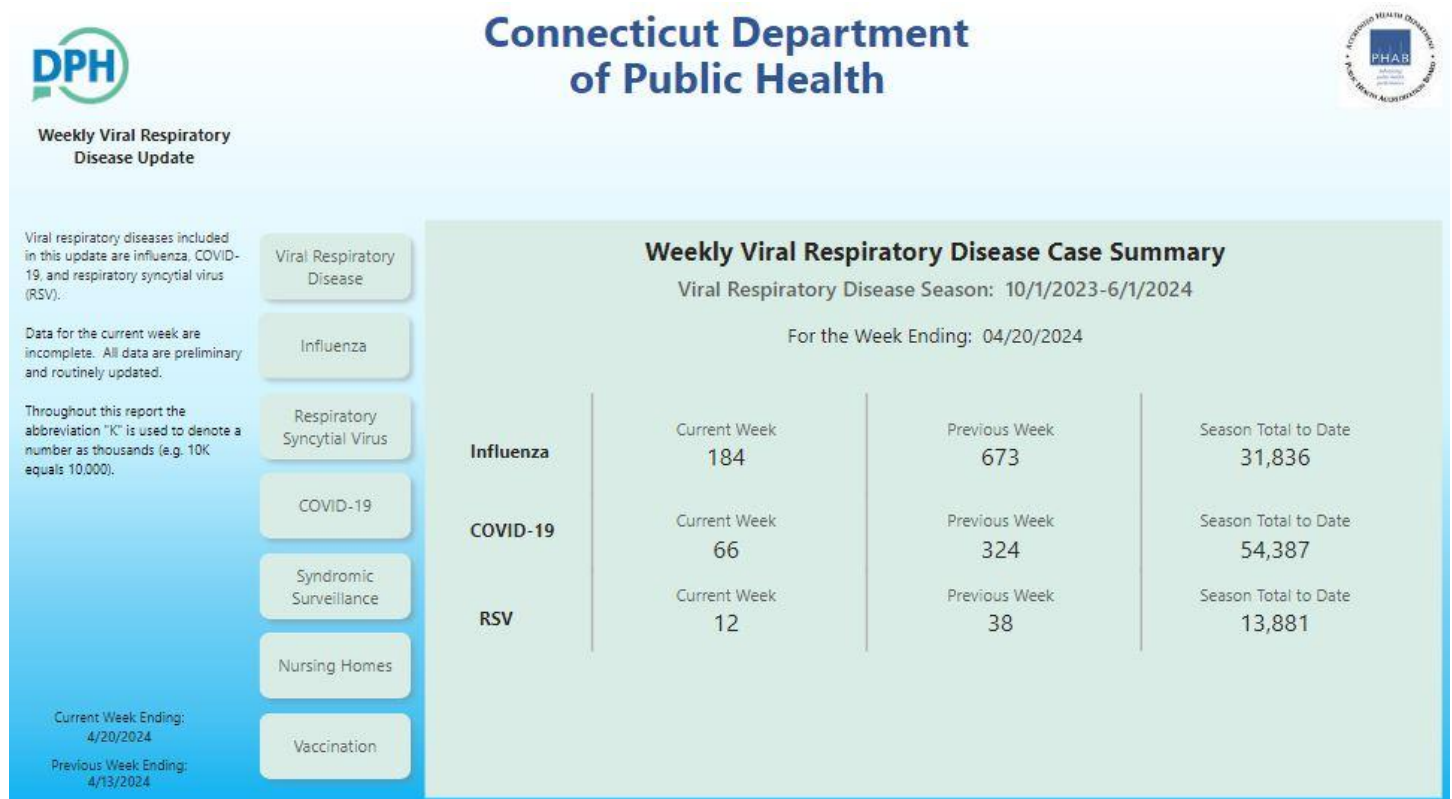 DPH
Connecticut Department
of Public Health
ACCREDITED HEALTH DEPARTMENT
PHAB
PUBLIC HEALTH ACCREDITATION BOARD
Weekly Viral Respiratory
Disease Update
Viral respiratory diseases included
in this update are influenza, COVID-
19, and respiratory syncytial virus
(RSV).
Data for the current week are
incomplete. All data are preliminary
and routinely updated.
Throughout this report the
abbreviation "K" is used to denote a
number as thousands (e.g. 10K
equals 10,000).
Current Week Ending:
4/20/2024
Previous Week Ending:
4/13/2024
Viral Respiratory
Disease
Influenza
Respiratory
Syncytial Virus
COVID-19
Syndromic
Surveillance
Nursing Homes
Vaccination
Weekly Viral Respiratory Disease Case Summary
Viral Respiratory Disease Season: 10/1/2023-6/1/2024
For the Week Ending: 04/20/2024
Influenza
Current Week
184
Previous Week
673
Season Total to Date
31,836
COVID-19
Current Week
66
Previous Week
324
Season Total to Date
54,387
RSV
Current Week
12
Previous Week
38
Season Total to Date
13,881